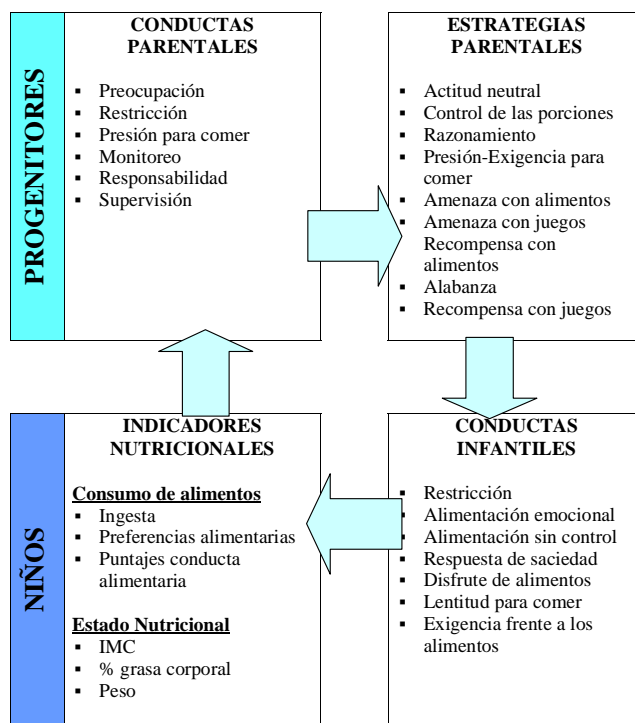 PROGENITORES
CONDUCTAS
PARENTALES
▪ Preocupación
▪ Restricción
▪ Presión para comer
▪ Monitoreo
▪ Responsabilidad
▪ Supervisión
ESTRATEGIAS
PARENTALES
▪ Actitud neutral
▪ Control de las porciones
▪ Razonamiento
▪ Presión-Exigencia para
comer
▪ Amenaza con alimentos
▪ Amenaza con juegos
Recompensa con
alimentos
▪ Alabanza
▪ Recompensa con juegos
NIÑOS
INDICADORES
NUTRICIONALES
Consumo de alimentos
▪ Ingesta
▪ Preferencias alimentarias
▪ Puntajes conducta
alimentaria
Estado Nutricional
▪ IMC
▪ % grasa corporal
▪ Peso
CONDUCTAS
INFANTILES
▪ Restricción
▪ Alimentación emocional
▪ Alimentación sin control
▪ Respuesta de saciedad
▪ Disfrute de alimentos
▪ Lentitud para comer
▪ Exigencia frente a los
alimentos